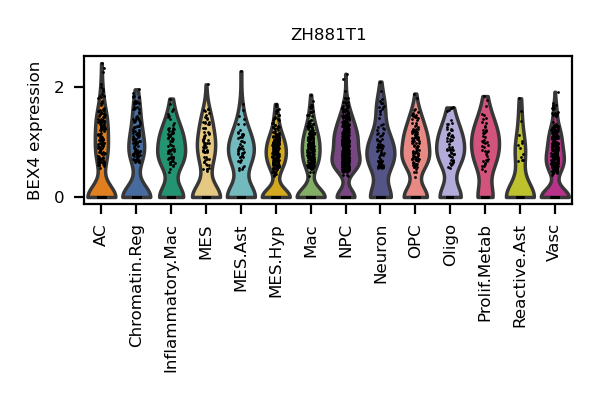 ZH881T1
BEX4 expression
2
0
AC
Chromatin.Reg
Inflammatory.Mac
MES
MES.Ast
MES.Hyp
Mac
NPC
Neuron
OPC
Oligo
Prolif.Metab
Reactive.Ast
Vasc